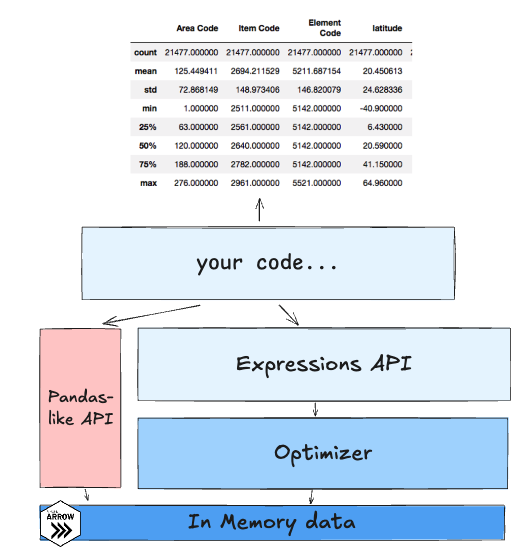 Area Code Item Code Element Code latitude
count 21477.000000 21477.000000 21477.000000 21477.000000
mean 125.449411 2694.211529 5211.687154 20.450613
std 72.868149 148.973406 146.820079 24.628336
min 1.000000 2511.000000 5142.000000 -40.900000
25% 63.000000 2561.000000 5142.000000 6.430000
50% 120.000000 2640.000000 5142.000000 20.590000
75% 188.000000 2782.000000 5142.000000 41.150000
max 276.000000 2961.000000 5521.000000 64.960000
your code...
Pandas-
like API
Expressions API
Optimizer
ARROW
In Memory data